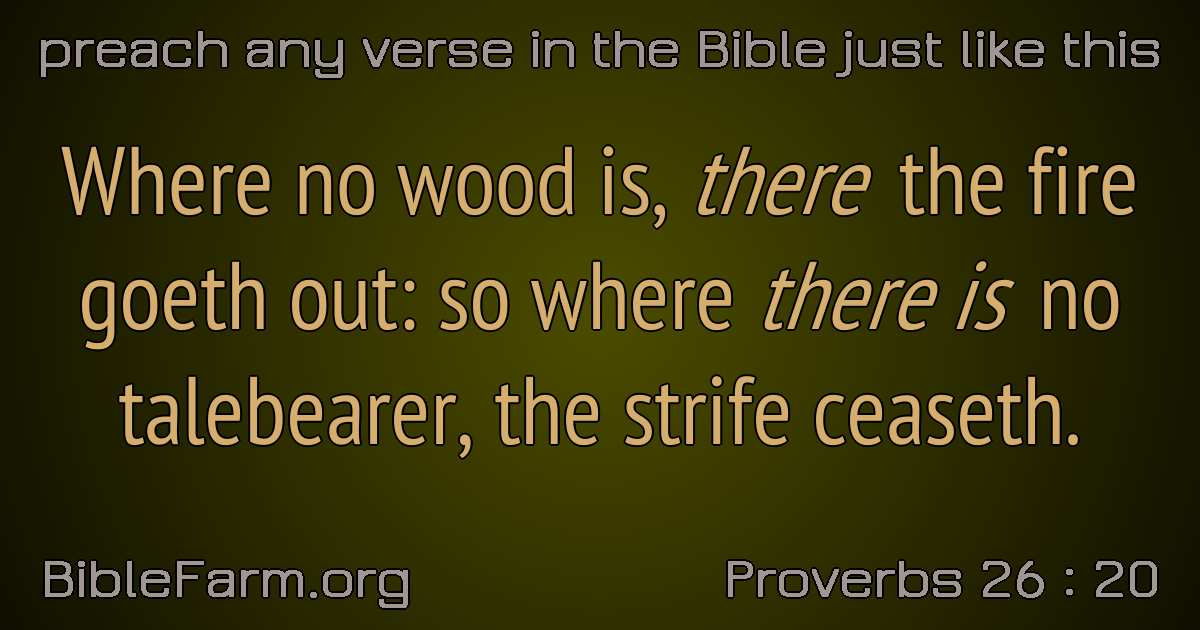 preach any verse in the Bible just like this
Where no wood is, there the fire
goeth out: so where there is no
talebearer, the strife ceaseth.
BibleFarm.org
Proverbs 26 : 20